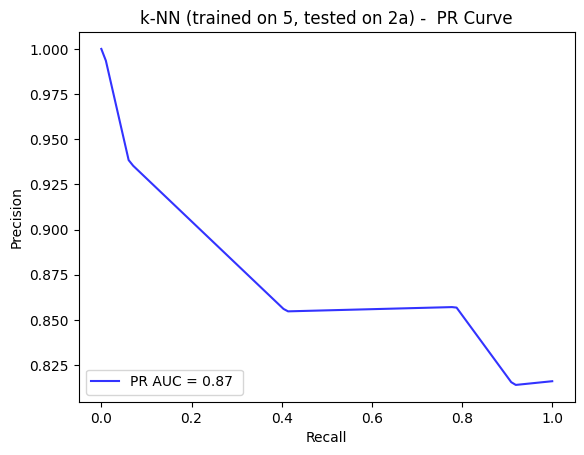 k-NN (trained on 5, tested on 2a) -  PR Curve
1.000
0.975
0.950
0.925
0.900
0.875
0.850
0.825
Precision
PR AUC = 0.87
0.0 0.2 0.4 0.6 0.8 1.0
Recall